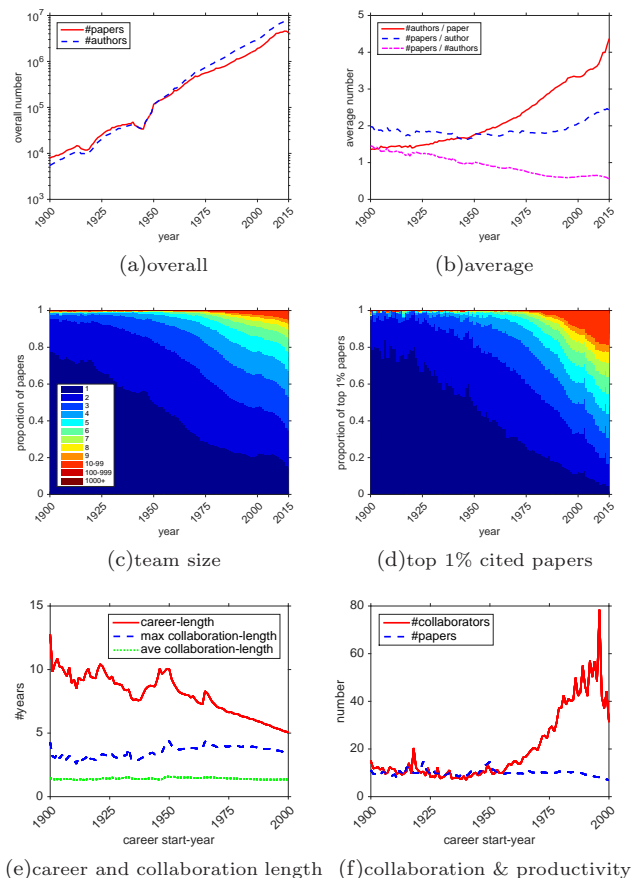 #papers
#authors
overall number
10^7
10^6
10^5
10^4
10^3
1900
1925
1950
1975
2000
2015
year
(a)overall
#authors / paper
#papers / author
#papers / #authors
average number
5
4
3
2
1
0
1900
1925
1950
1975
2000
2015
year
(b)average
proportion of papers
1
0.8
0.6
0.4
0.2
0
1
2
3
4
5
6
7
8
9
10-99
100-999
1000+
1900
1925
1950
1975
2000
2015
year
(c)team size
proportion of top 1% papers
1
0.8
0.6
0.4
0.2
0
1900
1925
1950
1975
2000
2015
year
(d)top 1% cited papers
career-length
max collaboration-length
ave collaboration-length
#years
15
10
5
0
1900
1925
1950
1975
2000
career start-year
(e)career and collaboration length
#collaborators
#papers
number
80
60
40
20
0
1900
1925
1950
1975
2000
career start-year
(f)collaboration & productivity